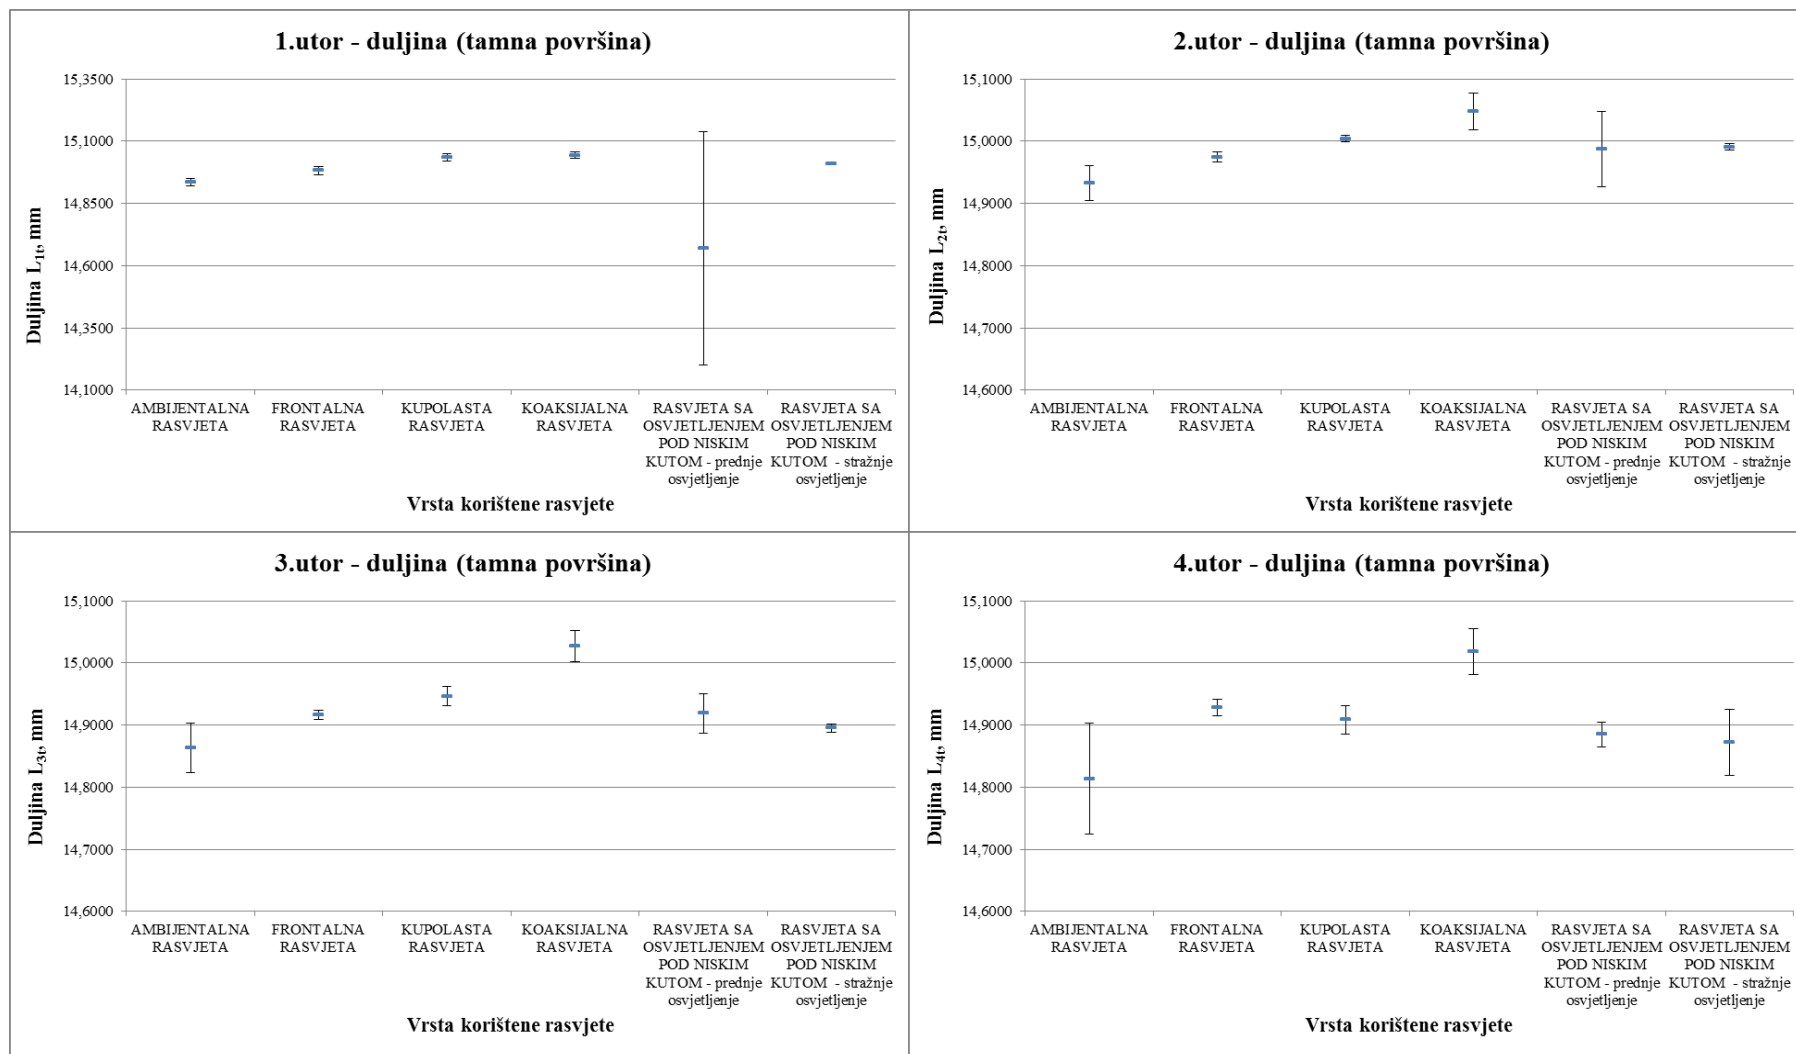 1.utor - duljina (tamna površina)
15,3500
15,1000
14,8500
14,6000
14,3500
14,1000
Duljina L1t, mm
AMBIJENTALNA
RASVJETA
FRONTALNA
RASVJETA
KUPOLASTA
RASVJETA
KOAKSIJALNA
RASVJETA
RASVJETA SA
OSVJETLJENJEM
POD NISKIM
KUTOM - prednje
osvjetljenje
RASVJETA SA
OSVJETLJENJEM
POD NISKIM
KUTOM - stražnje
osvjetljenje
Vrsta korištene rasvjete
2.utor - duljina (tamna površina)
15,1000
15,0000
14,9000
14,8000
14,7000
14,6000
Duljina L2t, mm
AMBIJENTALNA
RASVJETA
FRONTALNA
RASVJETA
KUPOLASTA
RASVJETA
KOAKSIJALNA
RASVJETA
RASVJETA SA
OSVJETLJENJEM
POD NISKIM
KUTOM - prednje
osvjetljenje
RASVJETA SA
OSVJETLJENJEM
POD NISKIM
KUTOM - stražnje
osvjetljenje
Vrsta korištene rasvjete
3.utor - duljina (tamna površina)
15,1000
15,0000
14,9000
14,8000
14,7000
14,6000
Duljina L3t, mm
AMBIJENTALNA
RASVJETA
FRONTALNA
RASVJETA
KUPOLASTA
RASVJETA
KOAKSIJALNA
RASVJETA
RASVJETA SA
OSVJETLJENJEM
POD NISKIM
KUTOM - prednje
osvjetljenje
RASVJETA SA
OSVJETLJENJEM
POD NISKIM
KUTOM - stražnje
osvjetljenje
Vrsta korištene rasvjete
4.utor - duljina (tamna površina)
15,1000
15,0000
14,9000
14,8000
14,7000
14,6000
Duljina L4t, mm
AMBIJENTALNA
RASVJETA
FRONTALNA
RASVJETA
KUPOLASTA
RASVJETA
KOAKSIJALNA
RASVJETA
RASVJETA SA
OSVJETLJENJEM
POD NISKIM
KUTOM - prednje
osvjetljenje
RASVJETA SA
OSVJETLJENJEM
POD NISKIM
KUTOM - stražnje
osvjetljenje
Vrsta korištene rasvjete